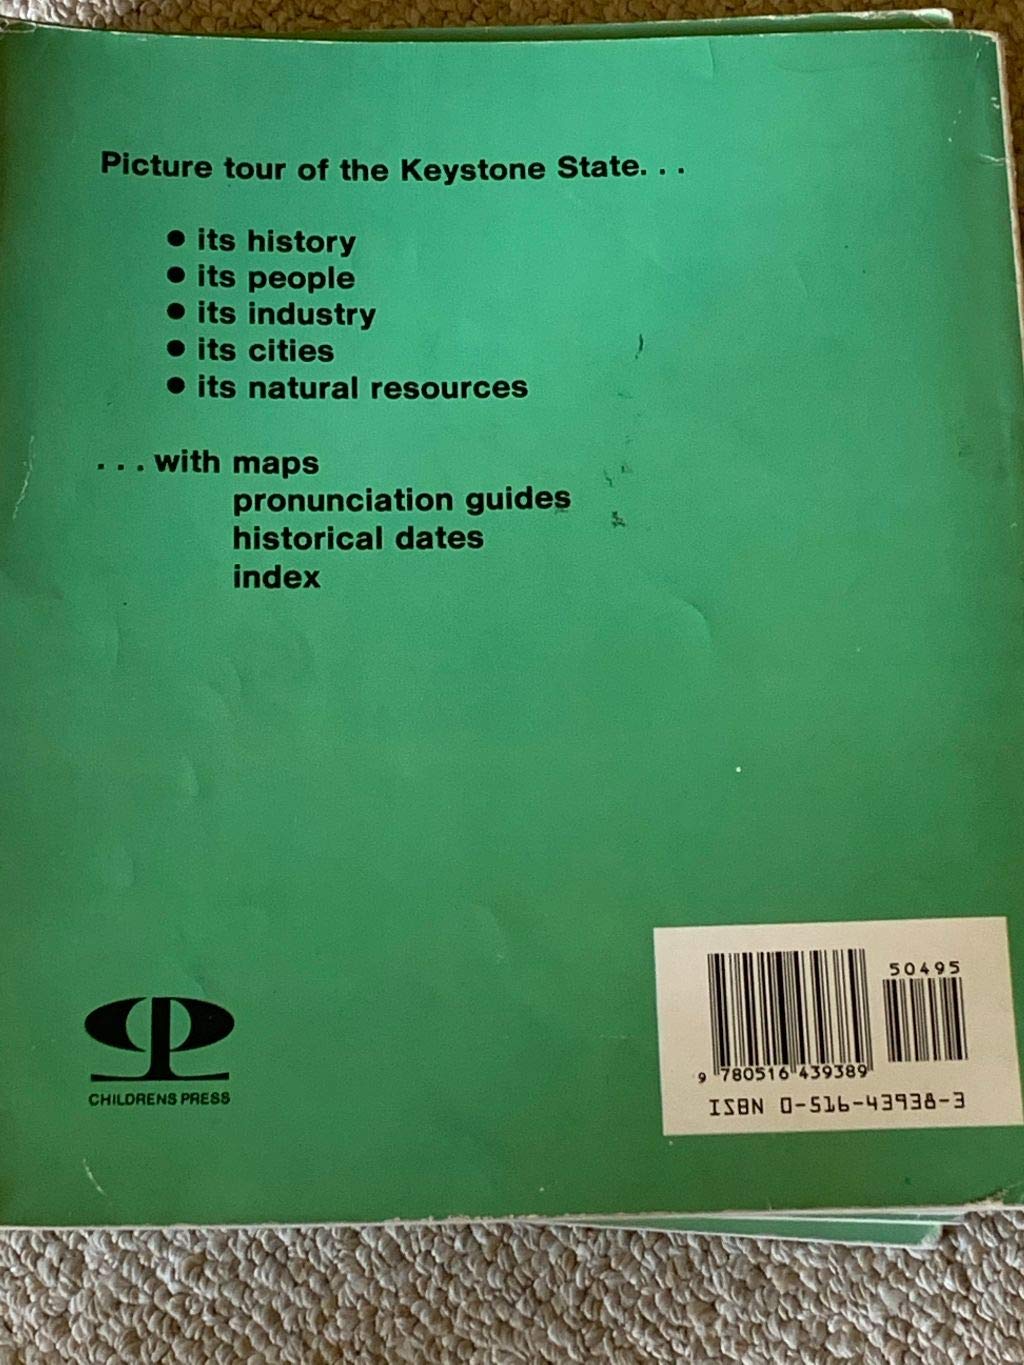 Picture tour of the Keystone State. . .
● its history
● its people
● its industry
● its cities
● its natural resources
. . . with maps
pronunciation guides
historical dates
index
CHILDRENS PRESS
50495
9 780516 439389
ISBN 0-516-43938-3